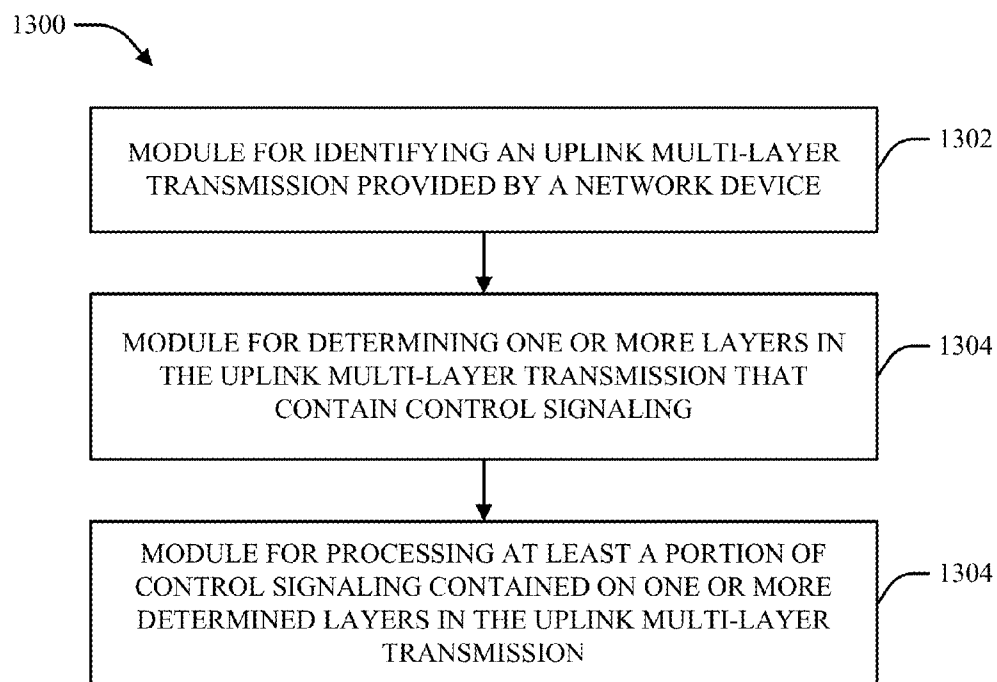 1300
MODULE FOR IDENTIFYING AN UPLINK MULTI-LAYER
TRANSMISSION PROVIDED BY A NETWORK DEVICE
1302
MODULE FOR DETERMINING ONE OR MORE LAYERS IN
THE UPLINK MULTI-LAYER TRANSMISSION THAT
CONTAIN CONTROL SIGNALING
1304
MODULE FOR PROCESSING AT LEAST A PORTION OF
CONTROL SIGNALING CONTAINED ON ONE OR MORE
DETERMINED LAYERS IN THE UPLINK MULTI-LAYER
TRANSMISSION
1304